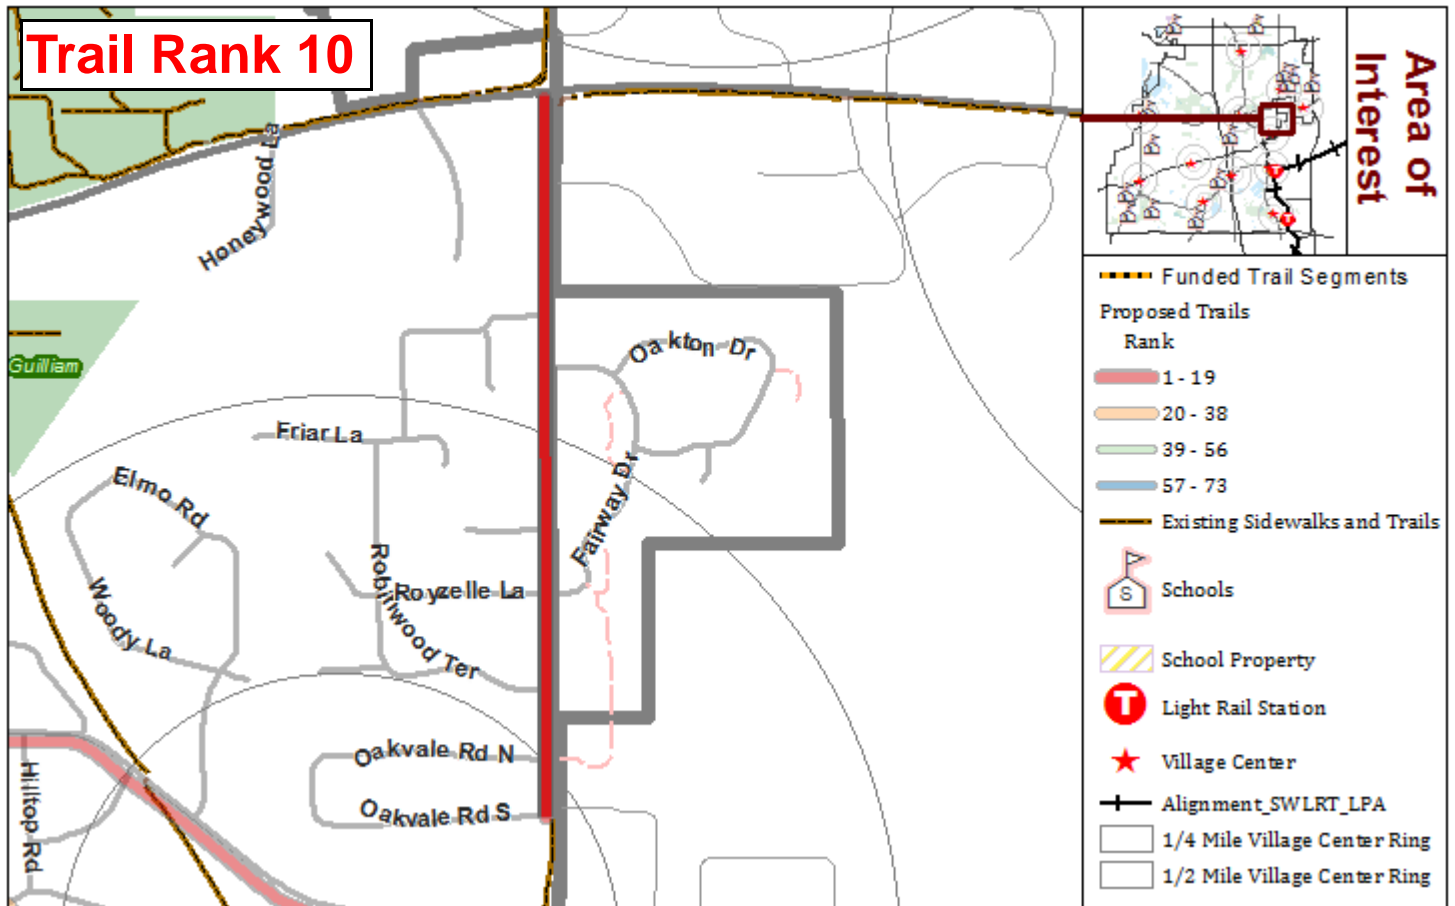 Trail Rank 10
Area of
Interest
Honeywood La
Guilliam
Oakton Dr
Friar La
Fairway Dr
Elmo Rd
Woody La
Robinwood Ter
Royzelle La
Oakvale Rd N
Oakvale Rd S
Hilltop Rd
T
T
Funded Trail Segments
Proposed Trails
Rank
1 - 19
20 - 38
39 - 56
57 - 73
Existing Sidewalks and Trails
S
Schools
School Property
T
Light Rail Station
Village Center
Alignment_SWLRT_LPA
1/4 Mile Village Center Ring
1/2 Mile Village Center Ring